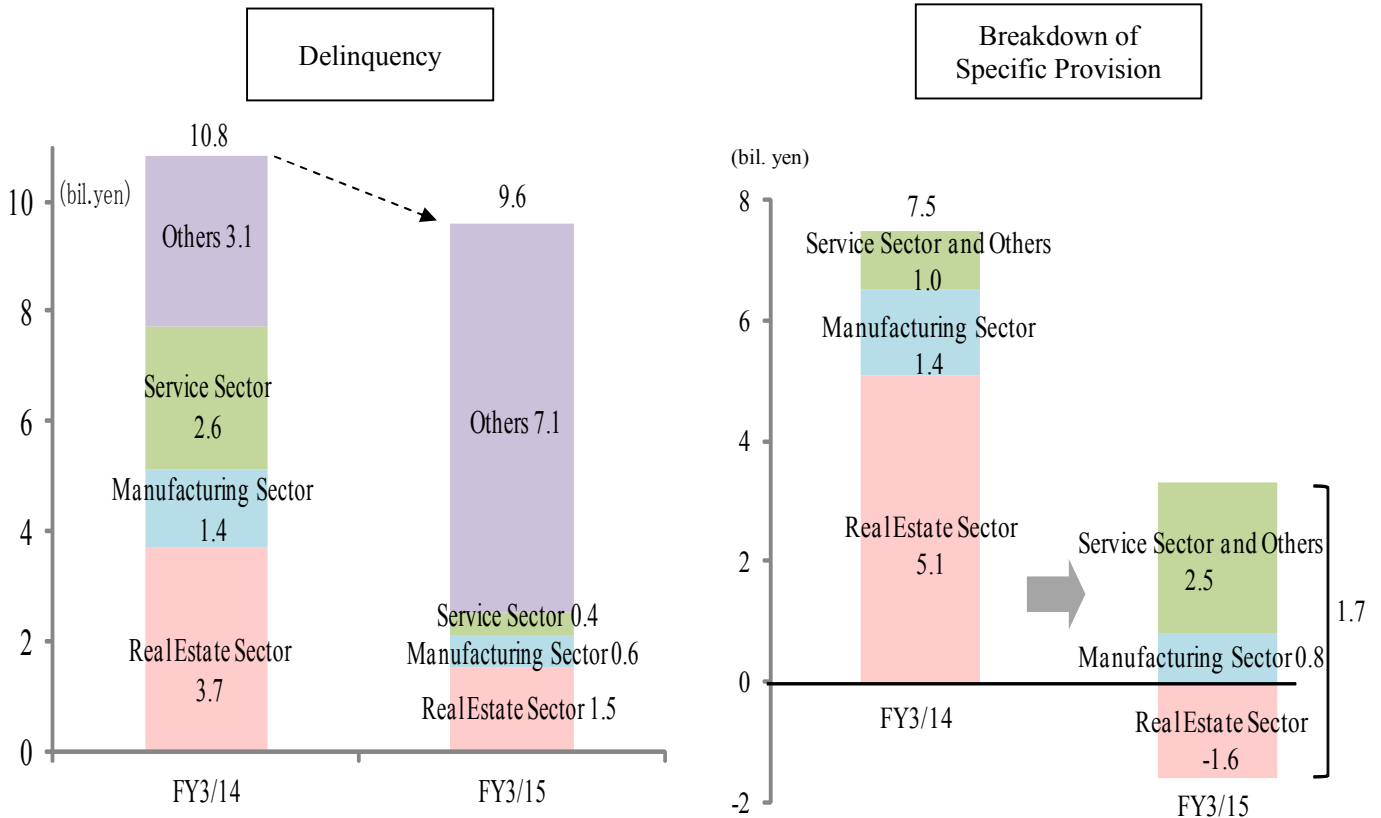 Delinquency
10.8
(bil.yen)
9.6
10
8
6
4
2
0
Others 3.1
Service Sector
2.6
Manufacturing Sector
1.4
Real Estate Sector
3.7
Others 7.1
Service Sector 0.4
Manufacturing Sector 0.6
Real Estate Sector 1.5
FY3/14
FY3/15
Breakdown of
Specific Provision
(bil. yen)
8
6
4
2
0
-2
7.5
Service Sector and Others
1.0
Manufacturing Sector
1.4
Real Estate Sector
5.1
FY3/14
Service Sector and Others
2.5
Manufacturing Sector 0.8
Real Estate Sector
-1.6
1.7
FY3/15